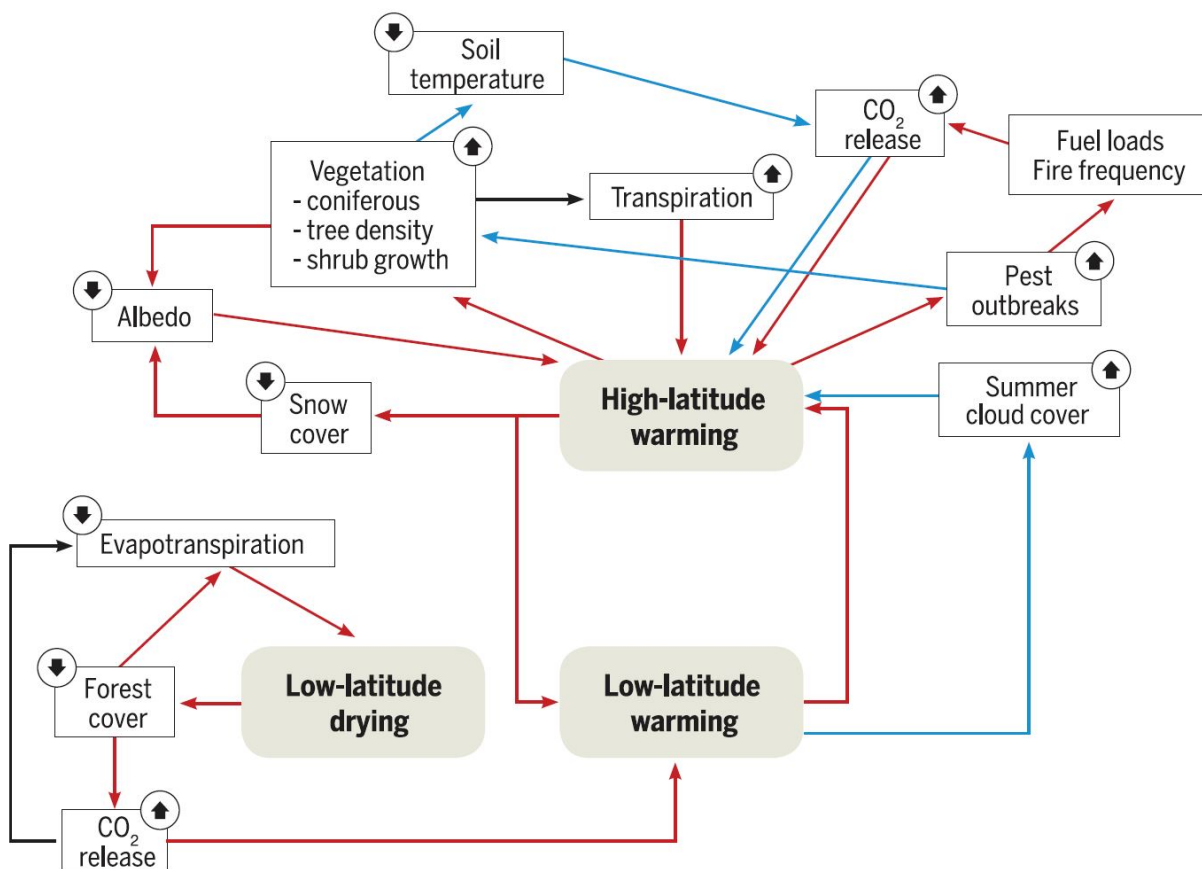 Soil
temperature
CO₂
release
Fuel loads
Fire frequency
Vegetation
- coniferous
- tree density
- shrub growth
Transpiration
Pest
outbreaks
Albedo
High-latitude
warming
Summer
cloud cover
Snow
cover
Evapotranspiration
Forest
cover
Low-latitude
drying
Low-latitude
warming
CO₂
release